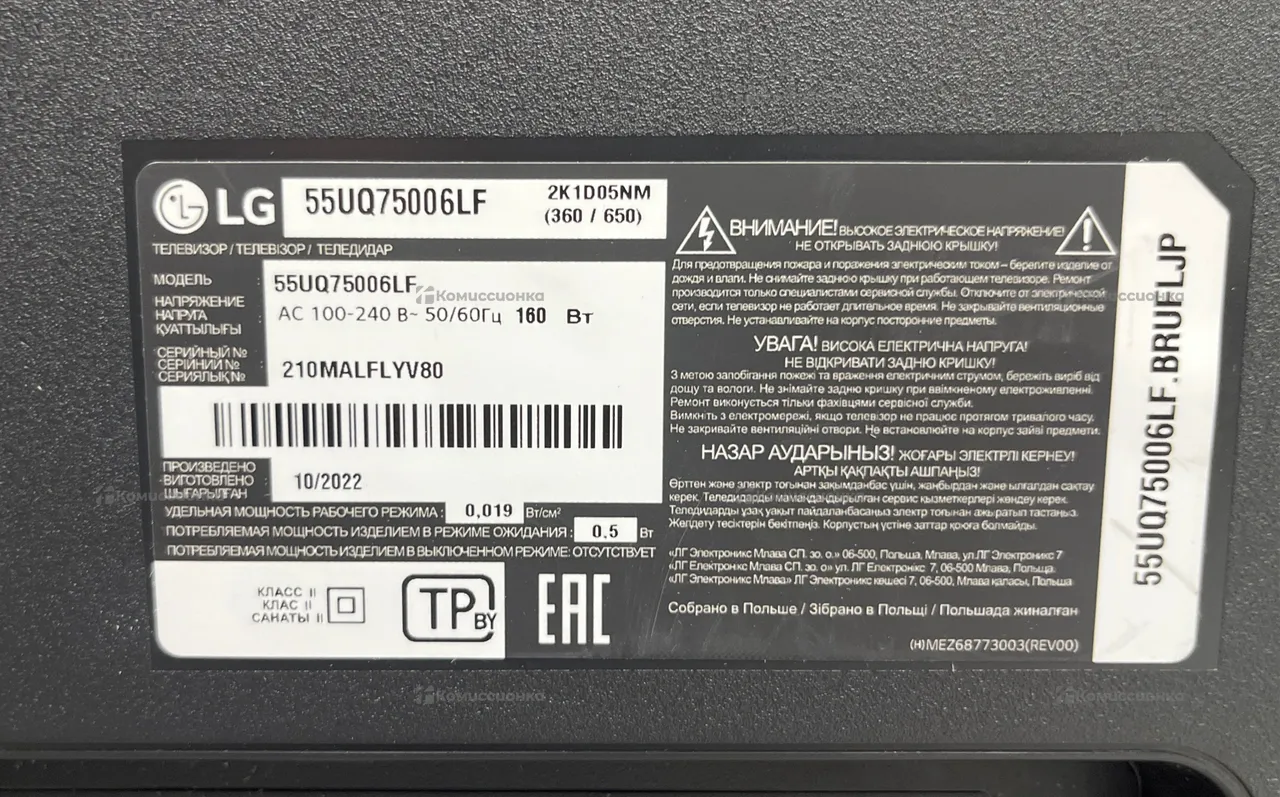 LG
55UQ75006LF
2K1D05NM
(360 / 650)
ТЕЛЕВИЗОР / ТЕЛЕВІЗОР / ТЕЛЕДИДАР
МОДЕЛЬ
55UQ75006LF
НАПРЯЖЕНИЕ
НАПРУГА
ҚУАТТЫЛЫҒЫ
AC 100-240 В~ 50/60Гц 160 Вт
СЕРИЙНЫЙ №
СЕРІЙНИЙ №
СЕРИЯЛЫҚ №
210MALFLYV80
ПРОИЗВЕДЕНО
ВИГОТОВЛЕНО
ШЫҒАРЫЛҒАН
10/2022
УДЕЛЬНАЯ МОЩНОСТЬ РАБОЧЕГО РЕЖИМА : 0,019 Вт/см²
ПОТРЕБЛЯЕМАЯ МОЩНОСТЬ ИЗДЕЛИЕМ В РЕЖИМЕ ОЖИДАНИЯ : 0.5 Вт
ПОТРЕБЛЯЕМАЯ МОЩНОСТЬ ИЗДЕЛИЕМ В ВЫКЛЮЧЕННОМ РЕЖИМЕ: ОТСУТСТВУЕТ
КЛАСС II
КЛАС II
САНАТЫ II
TP BY
EAC
ВНИМАНИЕ! ВЫСОКОЕ ЭЛЕКТРИЧЕСКОЕ НАПРЯЖЕНИЕ!
НЕ ОТКРЫВАТЬ ЗАДНЮЮ КРЫШКУ!
Для предотвращения пожара и поражения электрическим током – берегите изделие от
дождя и влаги. Не снимайте заднюю крышку при работающем телевизоре. Ремонт
производится только специалистами сервисной службы. Отключите от электрической
сети, если телевизор не работает длительное время. Не закрывайте вентиляционные
отверстия. Не устанавливайте на корпус посторонние предметы.
УВАГА! ВИСОКА ЕЛЕКТРИЧНА НАПРУГА!
НЕ ВІДКРИВАТИ ЗАДНЮ КРИШКУ!
З метою запобігання пожежі та враження електричним струмом, бережіть виріб від
дощу та вологи. Не знімайте задню кришку при ввімкненому електроживленні.
Ремонт виконується тільки фахівцями сервісної служби.
Вимкніть з електромережі, якщо телевізор не працює протягом тривалого часу.
Не закривайте вентиляційні отвори. Не встановлюйте на корпус зайві предмети.
НАЗАР АУДАРЫҢЫЗ! ЖОҒАРЫ ЭЛЕКТРЛІ КЕРНЕУ!
АРТҚЫ ҚАҚПАҚТЫ АШПАҢЫЗ!
Өрттен және электр тоғынан зақымданбас үшін, жаңбырдан және ылғалдан сақтау
керек. Теледидарды мамандандырылған сервис қызметкерлері жөндеу керек.
Теледидарды ұзақ уақыт пайдаланбасаңыз электр тоғынан ажыратып тастаңыз.
Желдету тесіктерін бекітпеңіз. Корпустың үстіне заттар қоюға болмайды.
«ЛГ Электроникс Млава СП. зо. о.» 06-500, Польша, Млава, ул.ЛГ Электроникс 7
«ЛГ Електронікс Млава СП. зо. о» ул. ЛГ Електронікс 7, 06-500 Млава, Польща.
«ЛГ Электроникс Млава» ЛГ Электроникс көшесі 7, 06-500, Млава қаласы, Польша
Собрано в Польше / Зібрано в Польщі / Польшада жиналған
(H)MEZ68773003(REV00)
55UQ75006LF.BRUFLJP
Комиссионка
Комиссионка
Комиссионка
Комиссионка